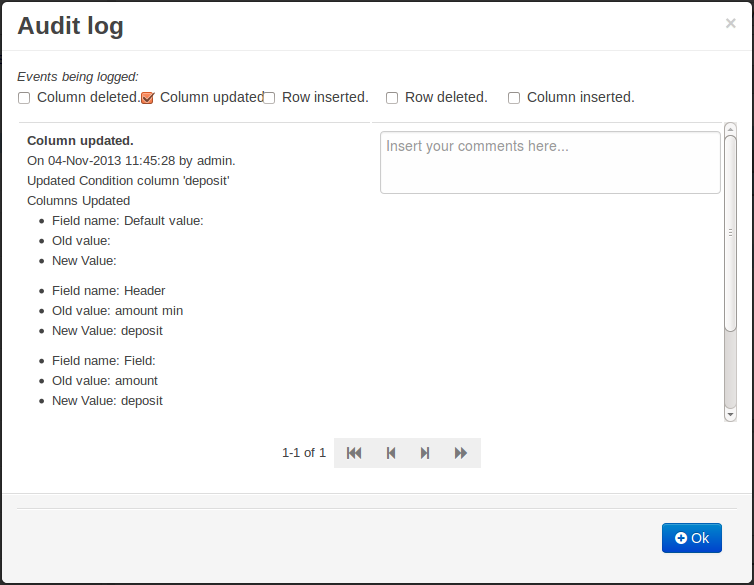 Audit log
×
Events being logged:
Column deleted. Column updated Row inserted. Row deleted. Column inserted.
Column updated.
On 04-Nov-2013 11:45:28 by admin.
Updated Condition column 'deposit'
Columns Updated
Field name: Default value:
Old value:
New Value:
Field name: Header
Old value: amount min
New Value: deposit
Field name: Field:
Old value: amount
New Value: deposit
Insert your comments here...
1-1 of 1
Ok